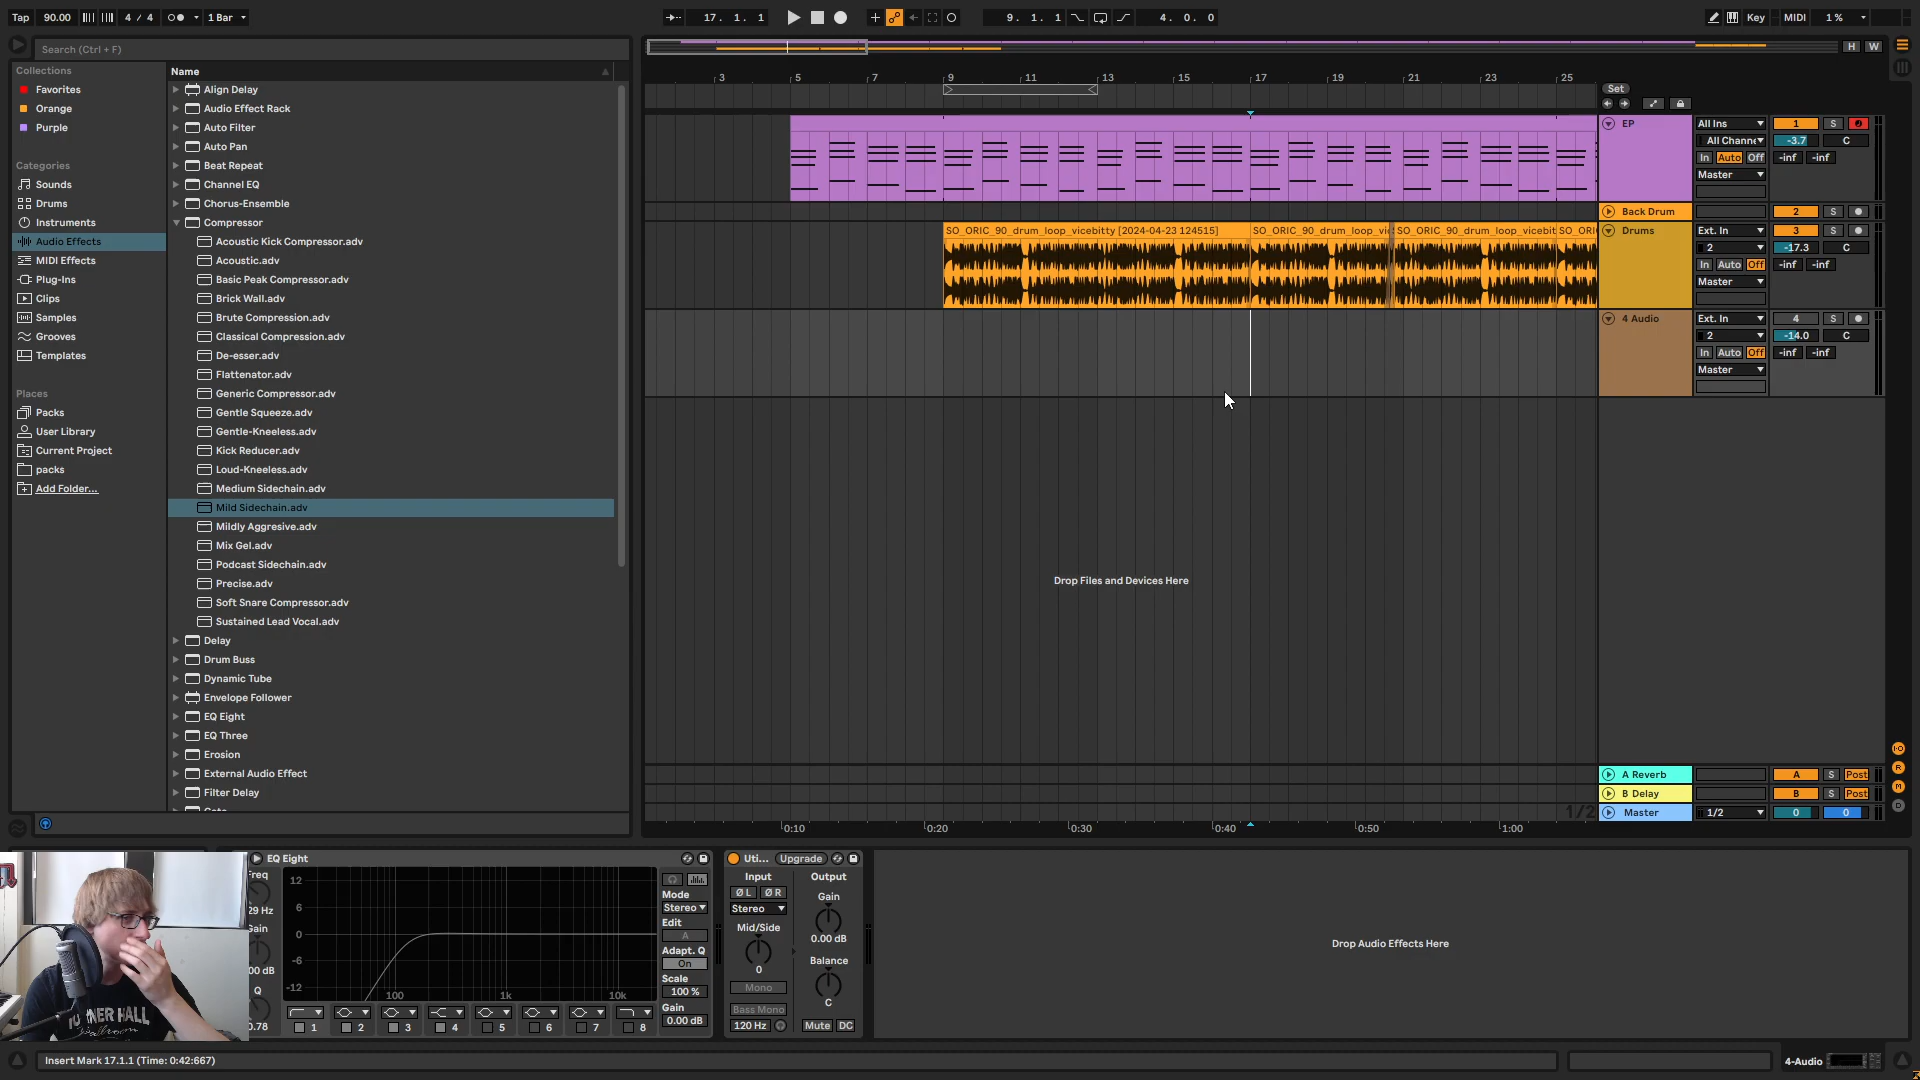 Tap 90.00 4 / 4 1 Bar
17. 1. 1
9. 1. 1 4. 0. 0
Key MIDI 1 %
Search (Ctrl + F)
H W
Collections
Favorites
Orange
Purple
Categories
Sounds
Drums
Instruments
Audio Effects
MIDI Effects
Plug-Ins
Clips
Samples
Grooves
Templates
Places
Packs
User Library
Current Project
packs
Add Folder...
Name
Align Delay
Audio Effect Rack
Auto Filter
Auto Pan
Beat Repeat
Channel EQ
Chorus-Ensemble
Compressor
Acoustic Kick Compressor.adv
Acoustic.adv
Basic Peak Compressor.adv
Brick Wall.adv
Brute Compression.adv
Classical Compression.adv
De-esser.adv
Flattenator.adv
Generic Compressor.adv
Gentle Squeeze.adv
Gentle-Kneeless.adv
Kick Reducer.adv
Loud-Kneeless.adv
Medium Sidechain.adv
Mild Sidechain.adv
Mildly Aggresive.adv
Mix Gel.adv
Podcast Sidechain.adv
Precise.adv
Soft Snare Compressor.adv
Sustained Lead Vocal.adv
Delay
Drum Buss
Dynamic Tube
Envelope Follower
EQ Eight
EQ Three
Erosion
External Audio Effect
Filter Delay
3 5 7 9 11 13 15 17 19 21 23 25
Set
EP All Ins 1 S
All Channe -3.7 C
In Auto Off -inf -inf
Master
Back Drum 2 S
SO_ORIC_90_drum_loop_vicebitty [2024-04-23 124515] SO_ORIC_90_drum_loop_vi SO_ORIC_90_drum_loop_vicebit SO_ORI
Drums Ext. In 3 S
2 -17.3 C
In Auto Off -inf -inf
Master
4 Audio Ext. In 4 S
2 -14.0 C
In Auto Off -inf -inf
Master
Drop Files and Devices Here
A Reverb A S Post
B Delay B S Post
1/2 Master 1/2 0 0
0:10 0:20 0:30 0:40 0:50 1:00
EQ Eight
Freq
29 Hz
Gain
00 dB
Q
0.78
12
6
0
-6
-12
100 1k 10k
1 2 3 4 5 6 7 8
Mode
Stereo
Edit
A
Adapt. Q
On
Scale
100 %
Gain
0.00 dB
Uti... Upgrade
Input Output
Ø L Ø R
Stereo
Mid/Side
0
Mono
Bass Mono
120 Hz
Gain
0.00 dB
Balance
C
Mute DC
Drop Audio Effects Here
Insert Mark 17.1.1 (Time: 0:42:667)
4-Audio